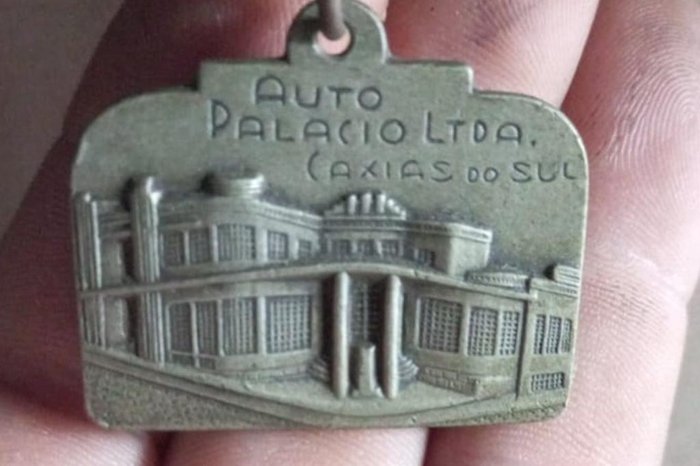 AUTO
PALACIO LTDA.
CAXIAS DO SUL